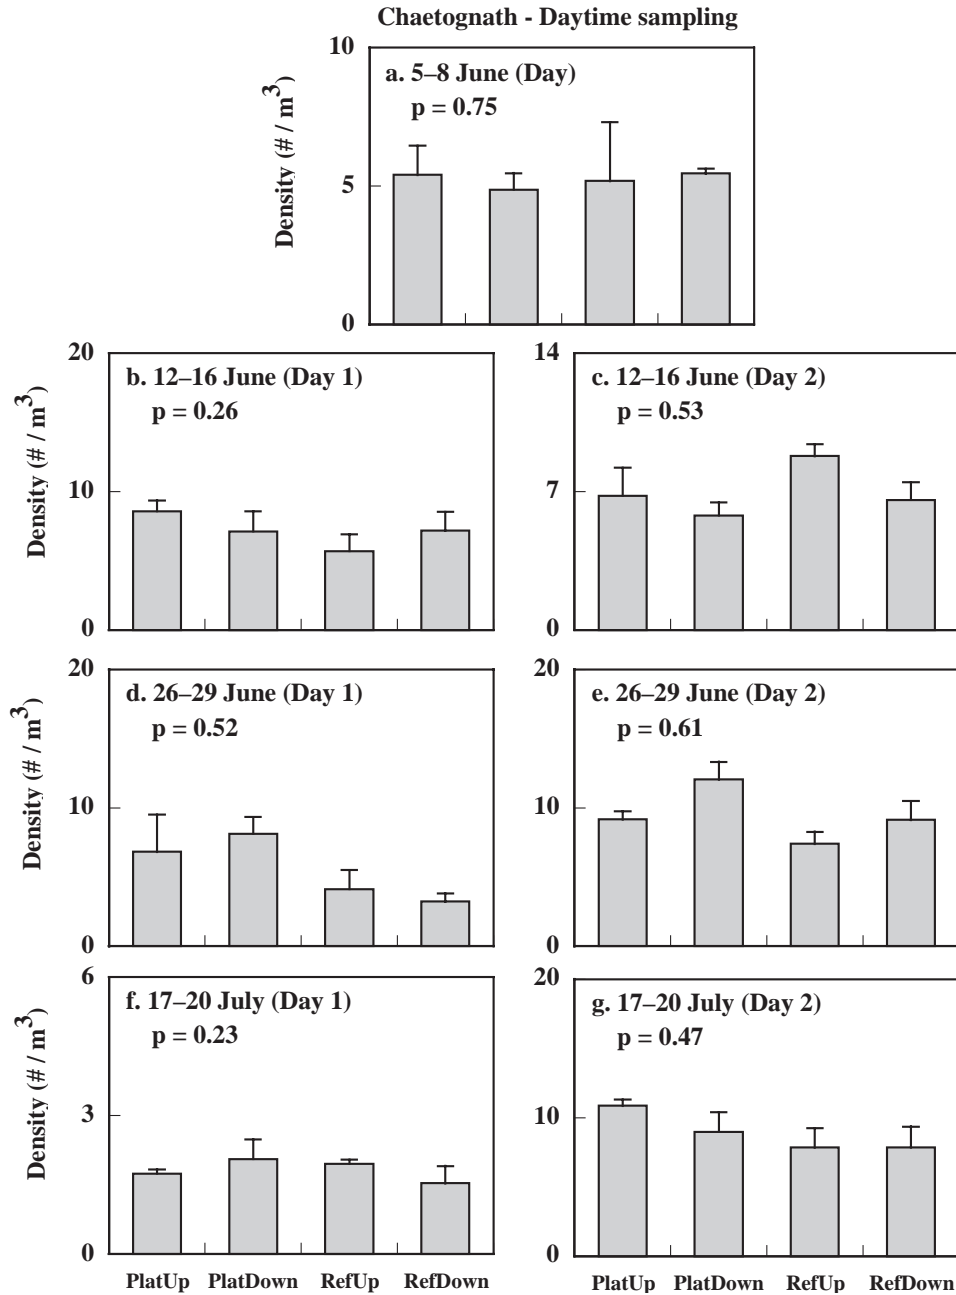 Chaetognath - Daytime sampling
Density (# / m³)
10
5
0
a. 5–8 June (Day)
p = 0.75
Density (# / m³)
20
10
0
b. 12–16 June (Day 1)
p = 0.26
14
7
0
c. 12–16 June (Day 2)
p = 0.53
Density (# / m³)
20
10
0
d. 26–29 June (Day 1)
p = 0.52
20
10
0
e. 26–29 June (Day 2)
p = 0.61
Density (# / m³)
6
3
0
f. 17–20 July (Day 1)
p = 0.23
PlatUp PlatDown RefUp RefDown
20
10
0
g. 17–20 July (Day 2)
p = 0.47
PlatUp PlatDown RefUp RefDown